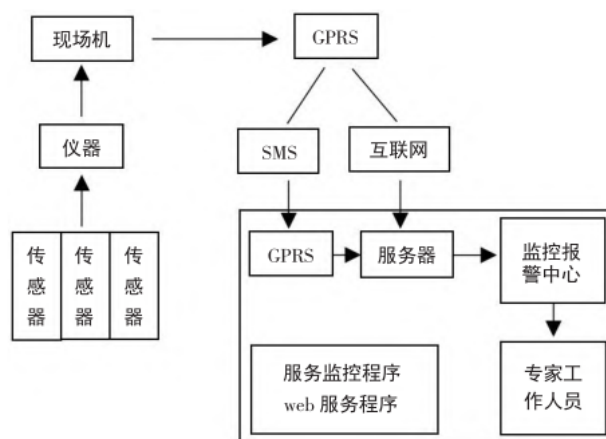 现场机
GPRS
仪器
SMS
互联网
传感器
传感器
传感器
GPRS
服务器
监控报
警中心
服务监控程序
web 服务程序
专家工
作人员